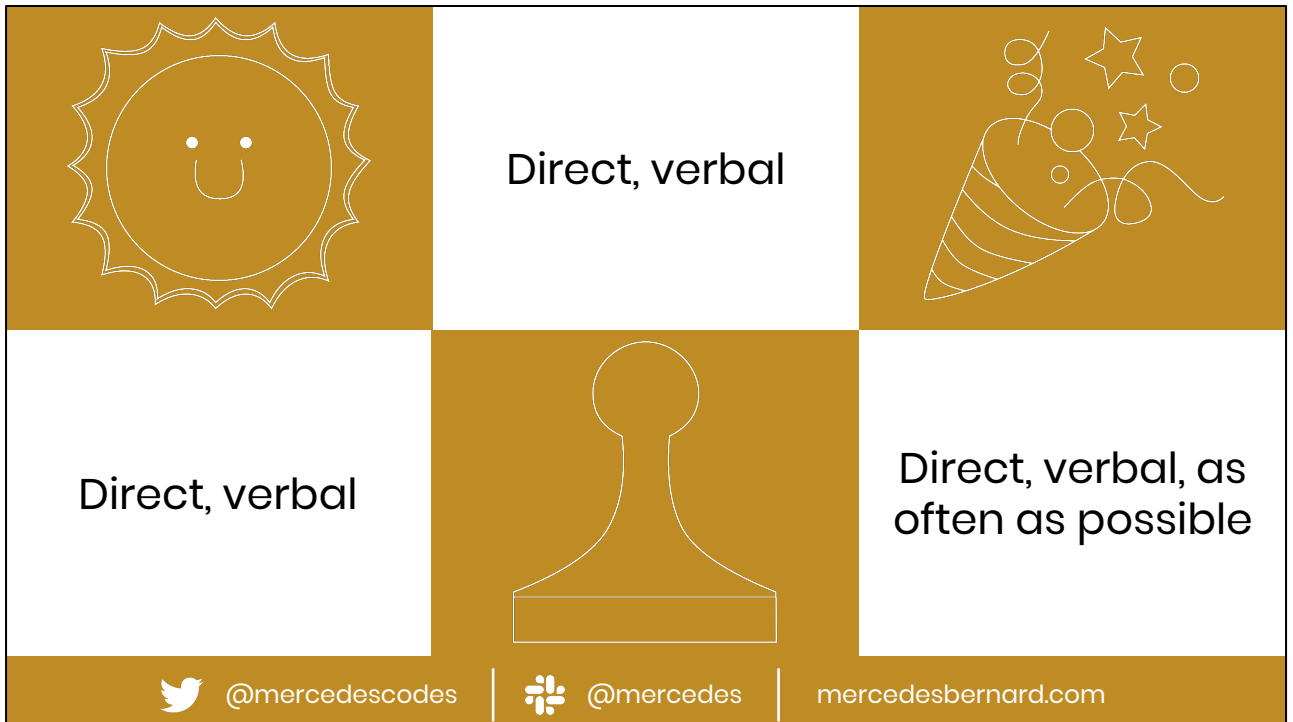 Direct, verbal
Direct, verbal
Direct, verbal, as
often as possible
@mercedescodes
@mercedes
mercedesbernard.com